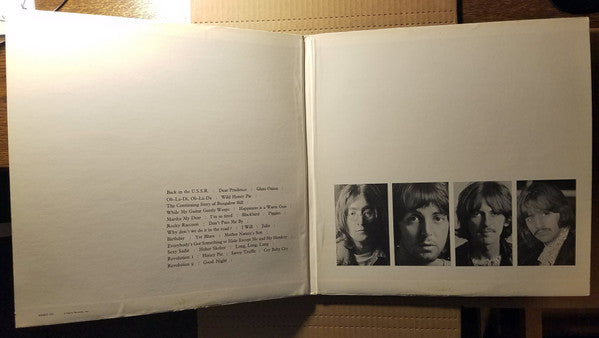 Back in the U.S.S.R. : Dear Prudence : Glass Onion :
Ob-La-Di, Ob-La-Da : Wild Honey Pie
The Continuing Story of Bungalow Bill
While My Guitar Gently Weeps : Happiness is a Warm Gun
Martha My Dear : I'm so tired : Blackbird : Piggies
Rocky Raccoon : Don't Pass Me By
Why don't we do it in the road? : I Will : Julia
Birthday : Yer Blues : Mother Nature's Son
Everybody's Got Something to Hide Except Me and My Monkey
Sexy Sadie : Helter Skelter : Long, Long, Long
Revolution 1 : Honey Pie : Savoy Truffle : Cry Baby Cry
Revolution 9 : Good Night